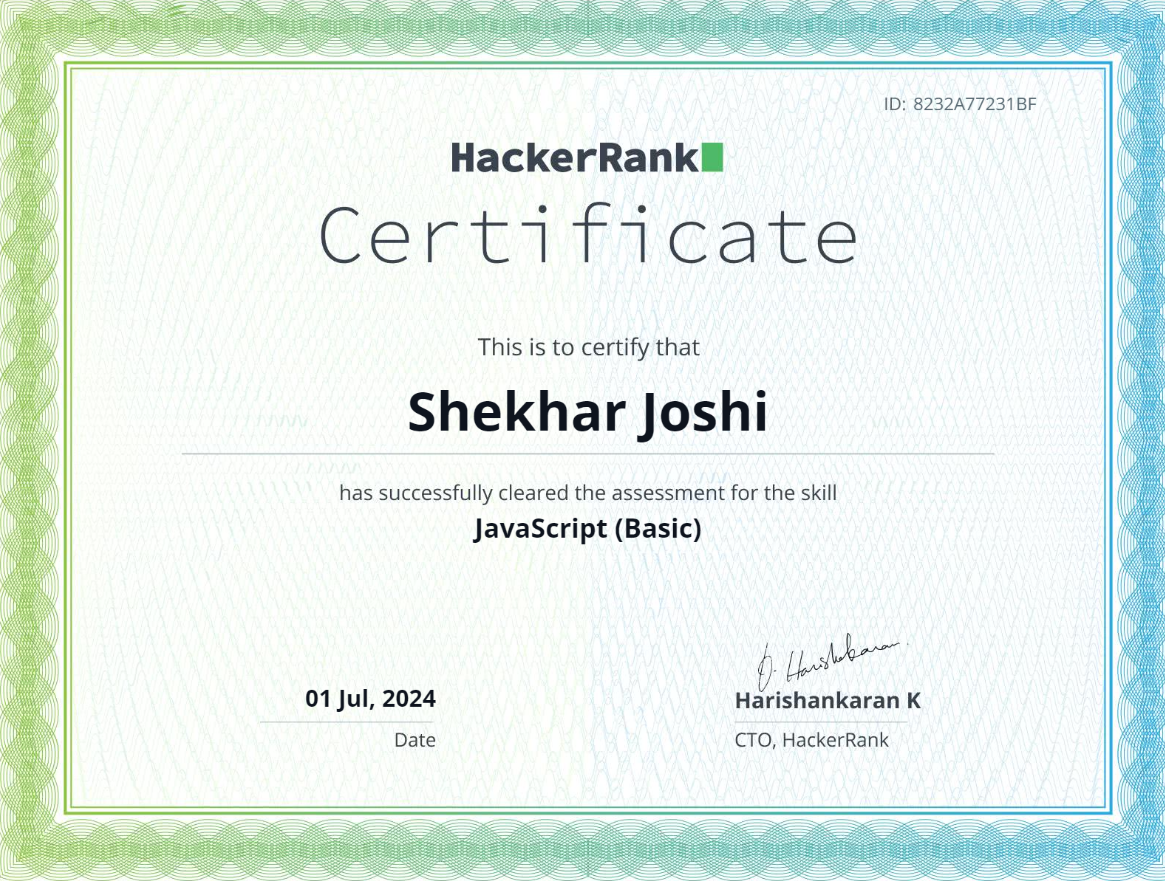 ID: 8232A77231BF
HackerRank
Certificate
This is to certify that
Shekhar Joshi
has successfully cleared the assessment for the skill
JavaScript (Basic)
01 Jul, 2024
Date
Harishankaran K
CTO, HackerRank